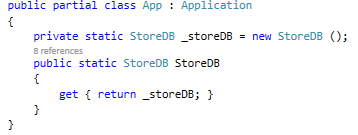 public partial class App : Application
{
    private static StoreDB _storeDB = new StoreDB ();
    8 references
    public static StoreDB StoreDB
    {
        get { return _storeDB; }
    }
}